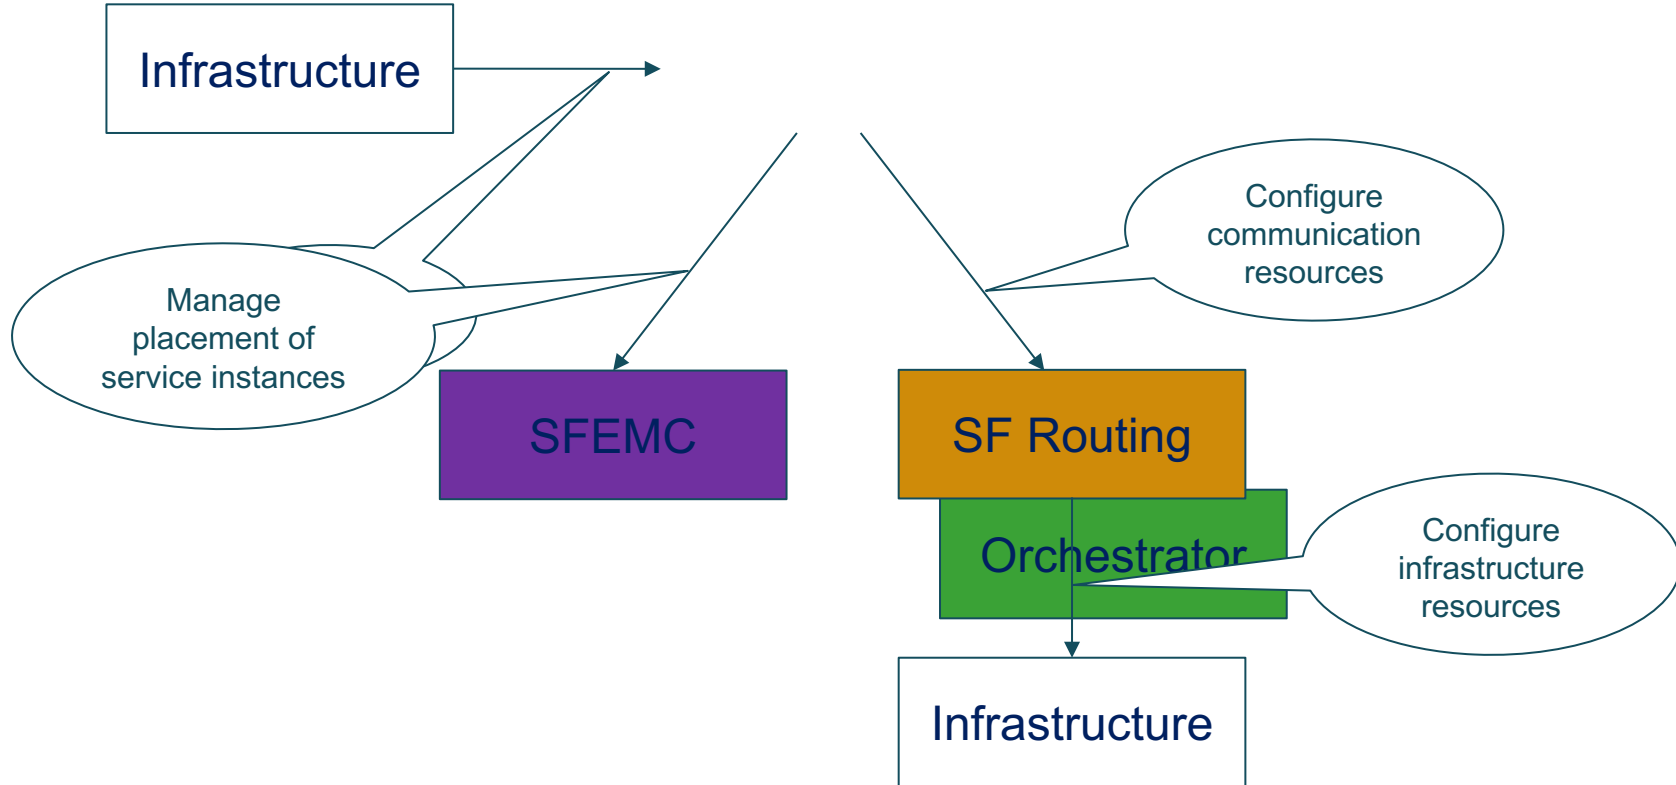 Infrastructure
Configure
communication
resources
Manage
placement of
service instances
SFEMC
SF Routing
Orchestrator
Configure
infrastructure
resources
Infrastructure